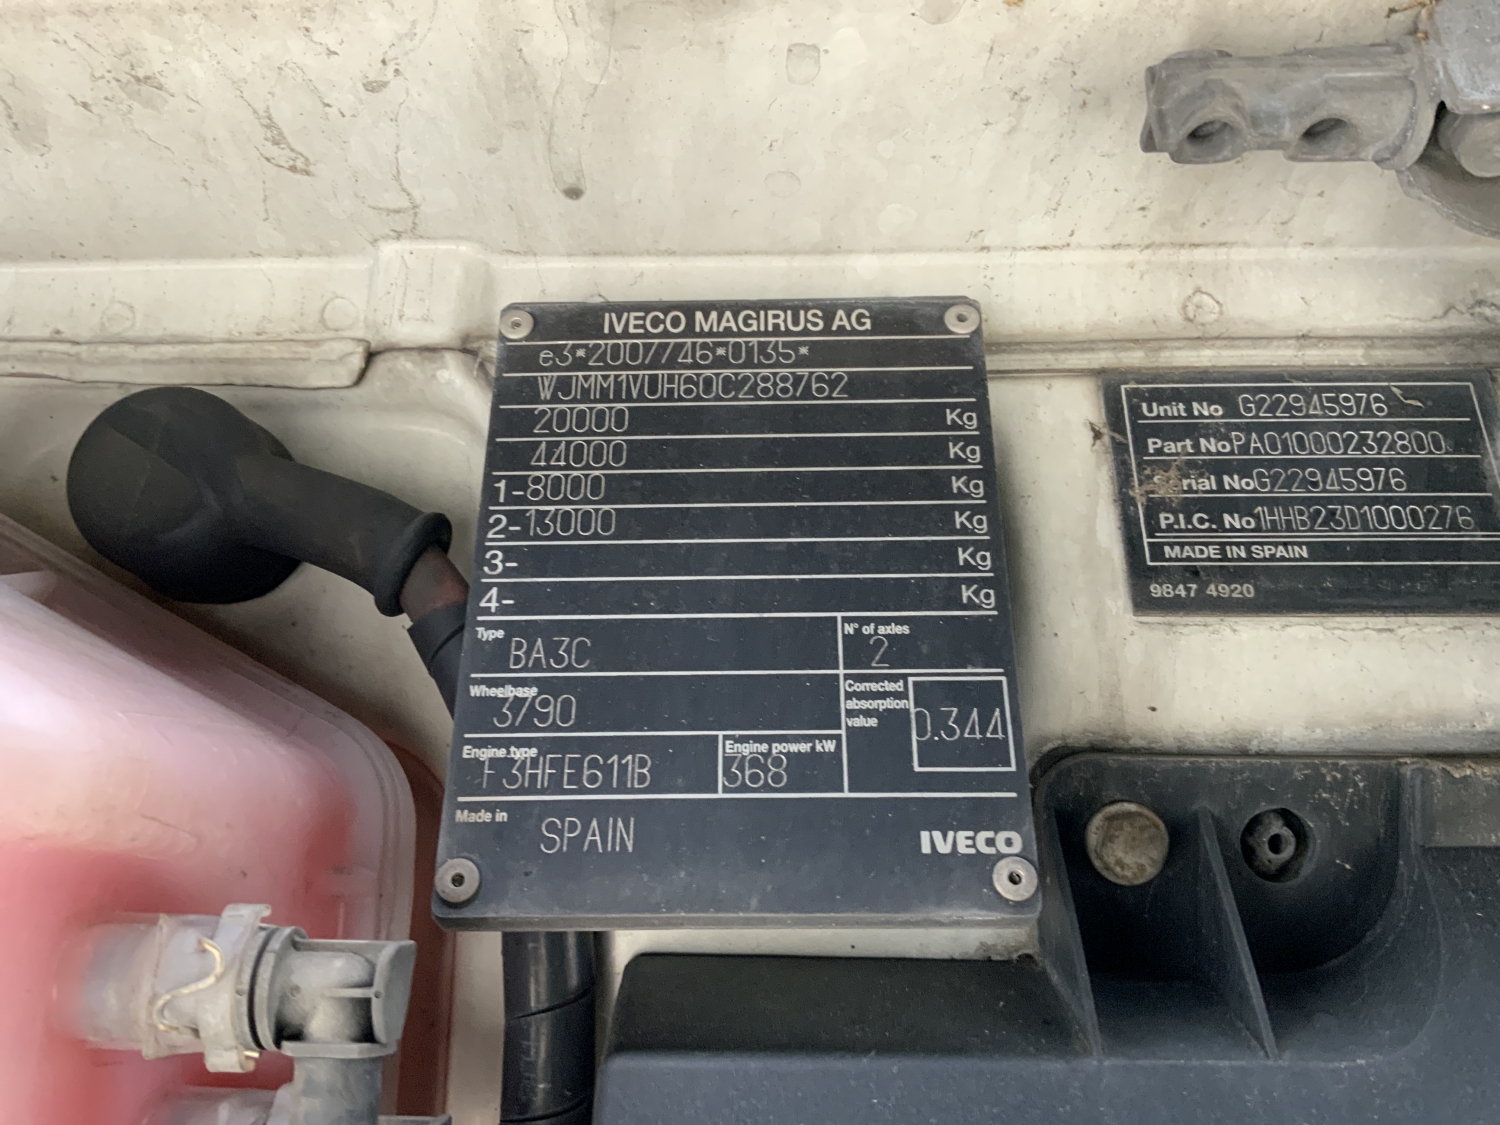 IVECO MAGIRUS AG
e3*2007/46*0135*
WJMM1VUH60C288762
20000 Kg
44000 Kg
1-8000 Kg
2-13000 Kg
3- Kg
4- Kg
Type BA3C
N° of axles 2
Wheelbase 3790
Corrected absorption value 0.344
Engine type F3HFE611B
Engine power kW 368
Made in SPAIN
IVECO
Unit No G22945976
Part No PA01000232800
Serial No G22945976
P.I.C. No 1HHB23D1000276
MADE IN SPAIN
9847 4920